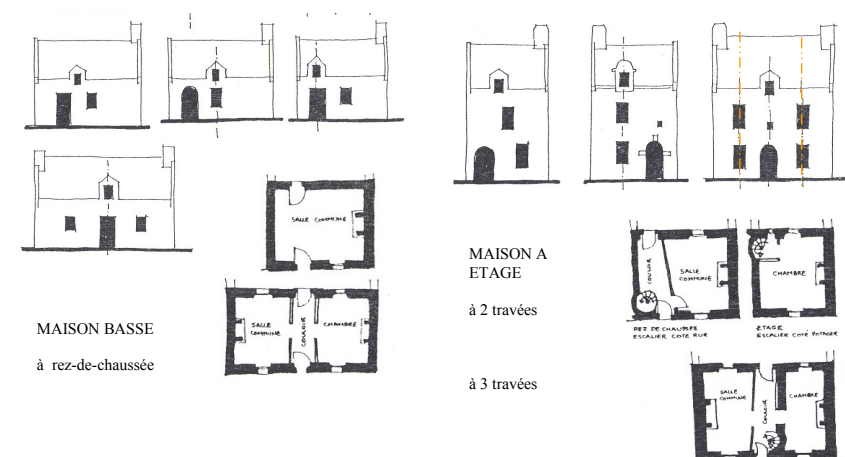 SALLE COMMUNE
SALLE
COMMUNE
COULOIR
CHAMBRE
MAISON BASSE
à rez-de-chaussée
MAISON A
ETAGE
à 2 travées
COULOIR
SALLE
COMMUNE
CHAMBRE
REZ DE CHAUSSEE
ESCALIER COTE RUE
ETAGE
ESCALIER COTÉ POTAGER
à 3 travées
SALLE
COMMUNE
COULOIR
CHAMBRE